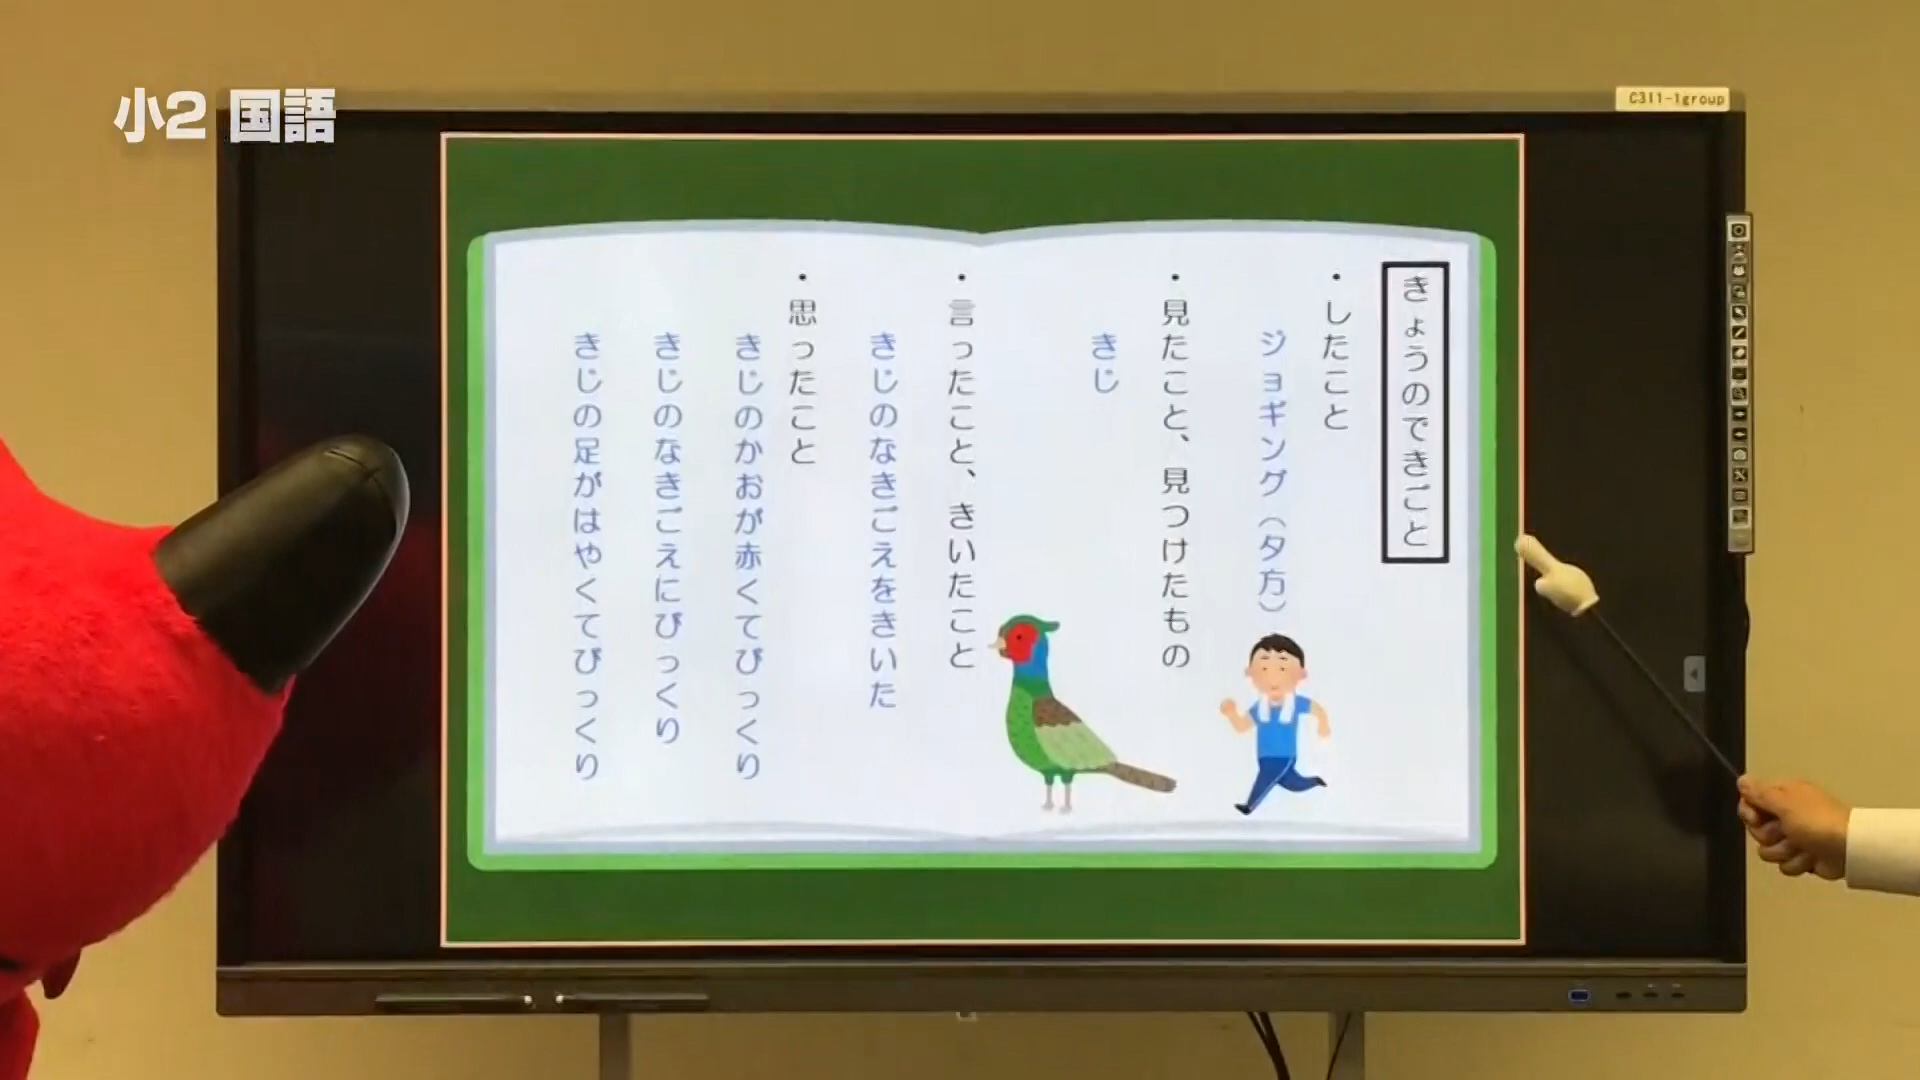 小2 国語
C311-1group
きょうのできごと
・したこと
ジョギング（夕方）
・見たこと、見つけたもの
きじ
・言ったこと、きいたこと
きじのなきごえをきいた
・思ったこと
きじのかおが赤くてびっくり
きじのなきごえにびっくり
きじの足がはやくてびっくり